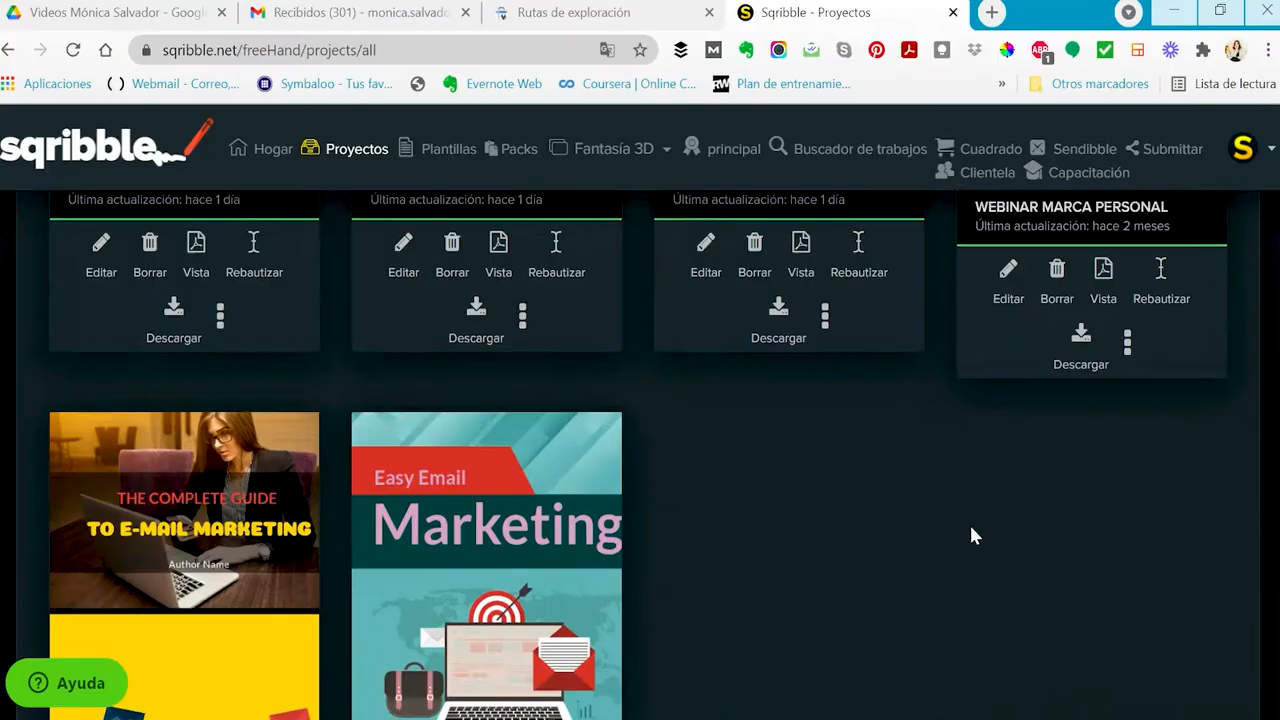 Videos Mónica Salvador - Googl
Recibidos (301) - monica.salvado
Rutas de exploración
Sqribble - Proyectos
sqribble.net/freeHand/projects/all
ABP
1
Aplicaciones
Webmail - Correo,...
Symbaloo - Tus fav...
Evernote Web
Coursera | Online C...
RW
Plan de entrenamie...
»
Otros marcadores
Lista de lectura
sqribble
Hogar
Proyectos
Plantillas
Packs
Fantasía 3D
principal
Buscador de trabajos
Cuadrado
Sendibble
Submittar
Clientela
Capacitación
S
Última actualización: hace 1 día
Última actualización: hace 1 día
Última actualización: hace 1 día
WEBINAR MARCA PERSONAL
Última actualización: hace 2 meses
Editar Borrar Vista Rebautizar
Descargar
Editar Borrar Vista Rebautizar
Descargar
Editar Borrar Vista Rebautizar
Descargar
Editar Borrar Vista Rebautizar
Descargar
THE COMPLETE GUIDE
TO E-MAIL MARKETING
Author Name
Easy Email
Marketing
Ayuda